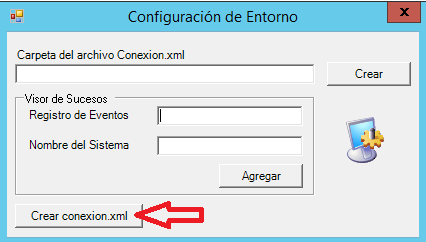 Configuración de Entorno
x
Carpeta del archivo Conexion.xml
Crear
Visor de Sucesos
Registro de Eventos
Nombre del Sistema
Agregar
Crear conexion.xml